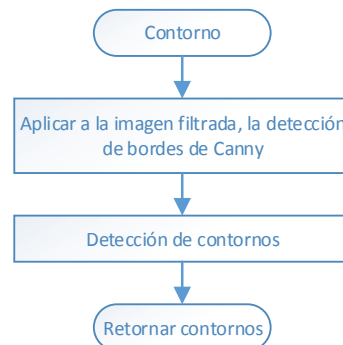 Contorno
Aplicar a la imagen filtrada, la detección
de bordes de Canny
Detección de contornos
Retornar contornos